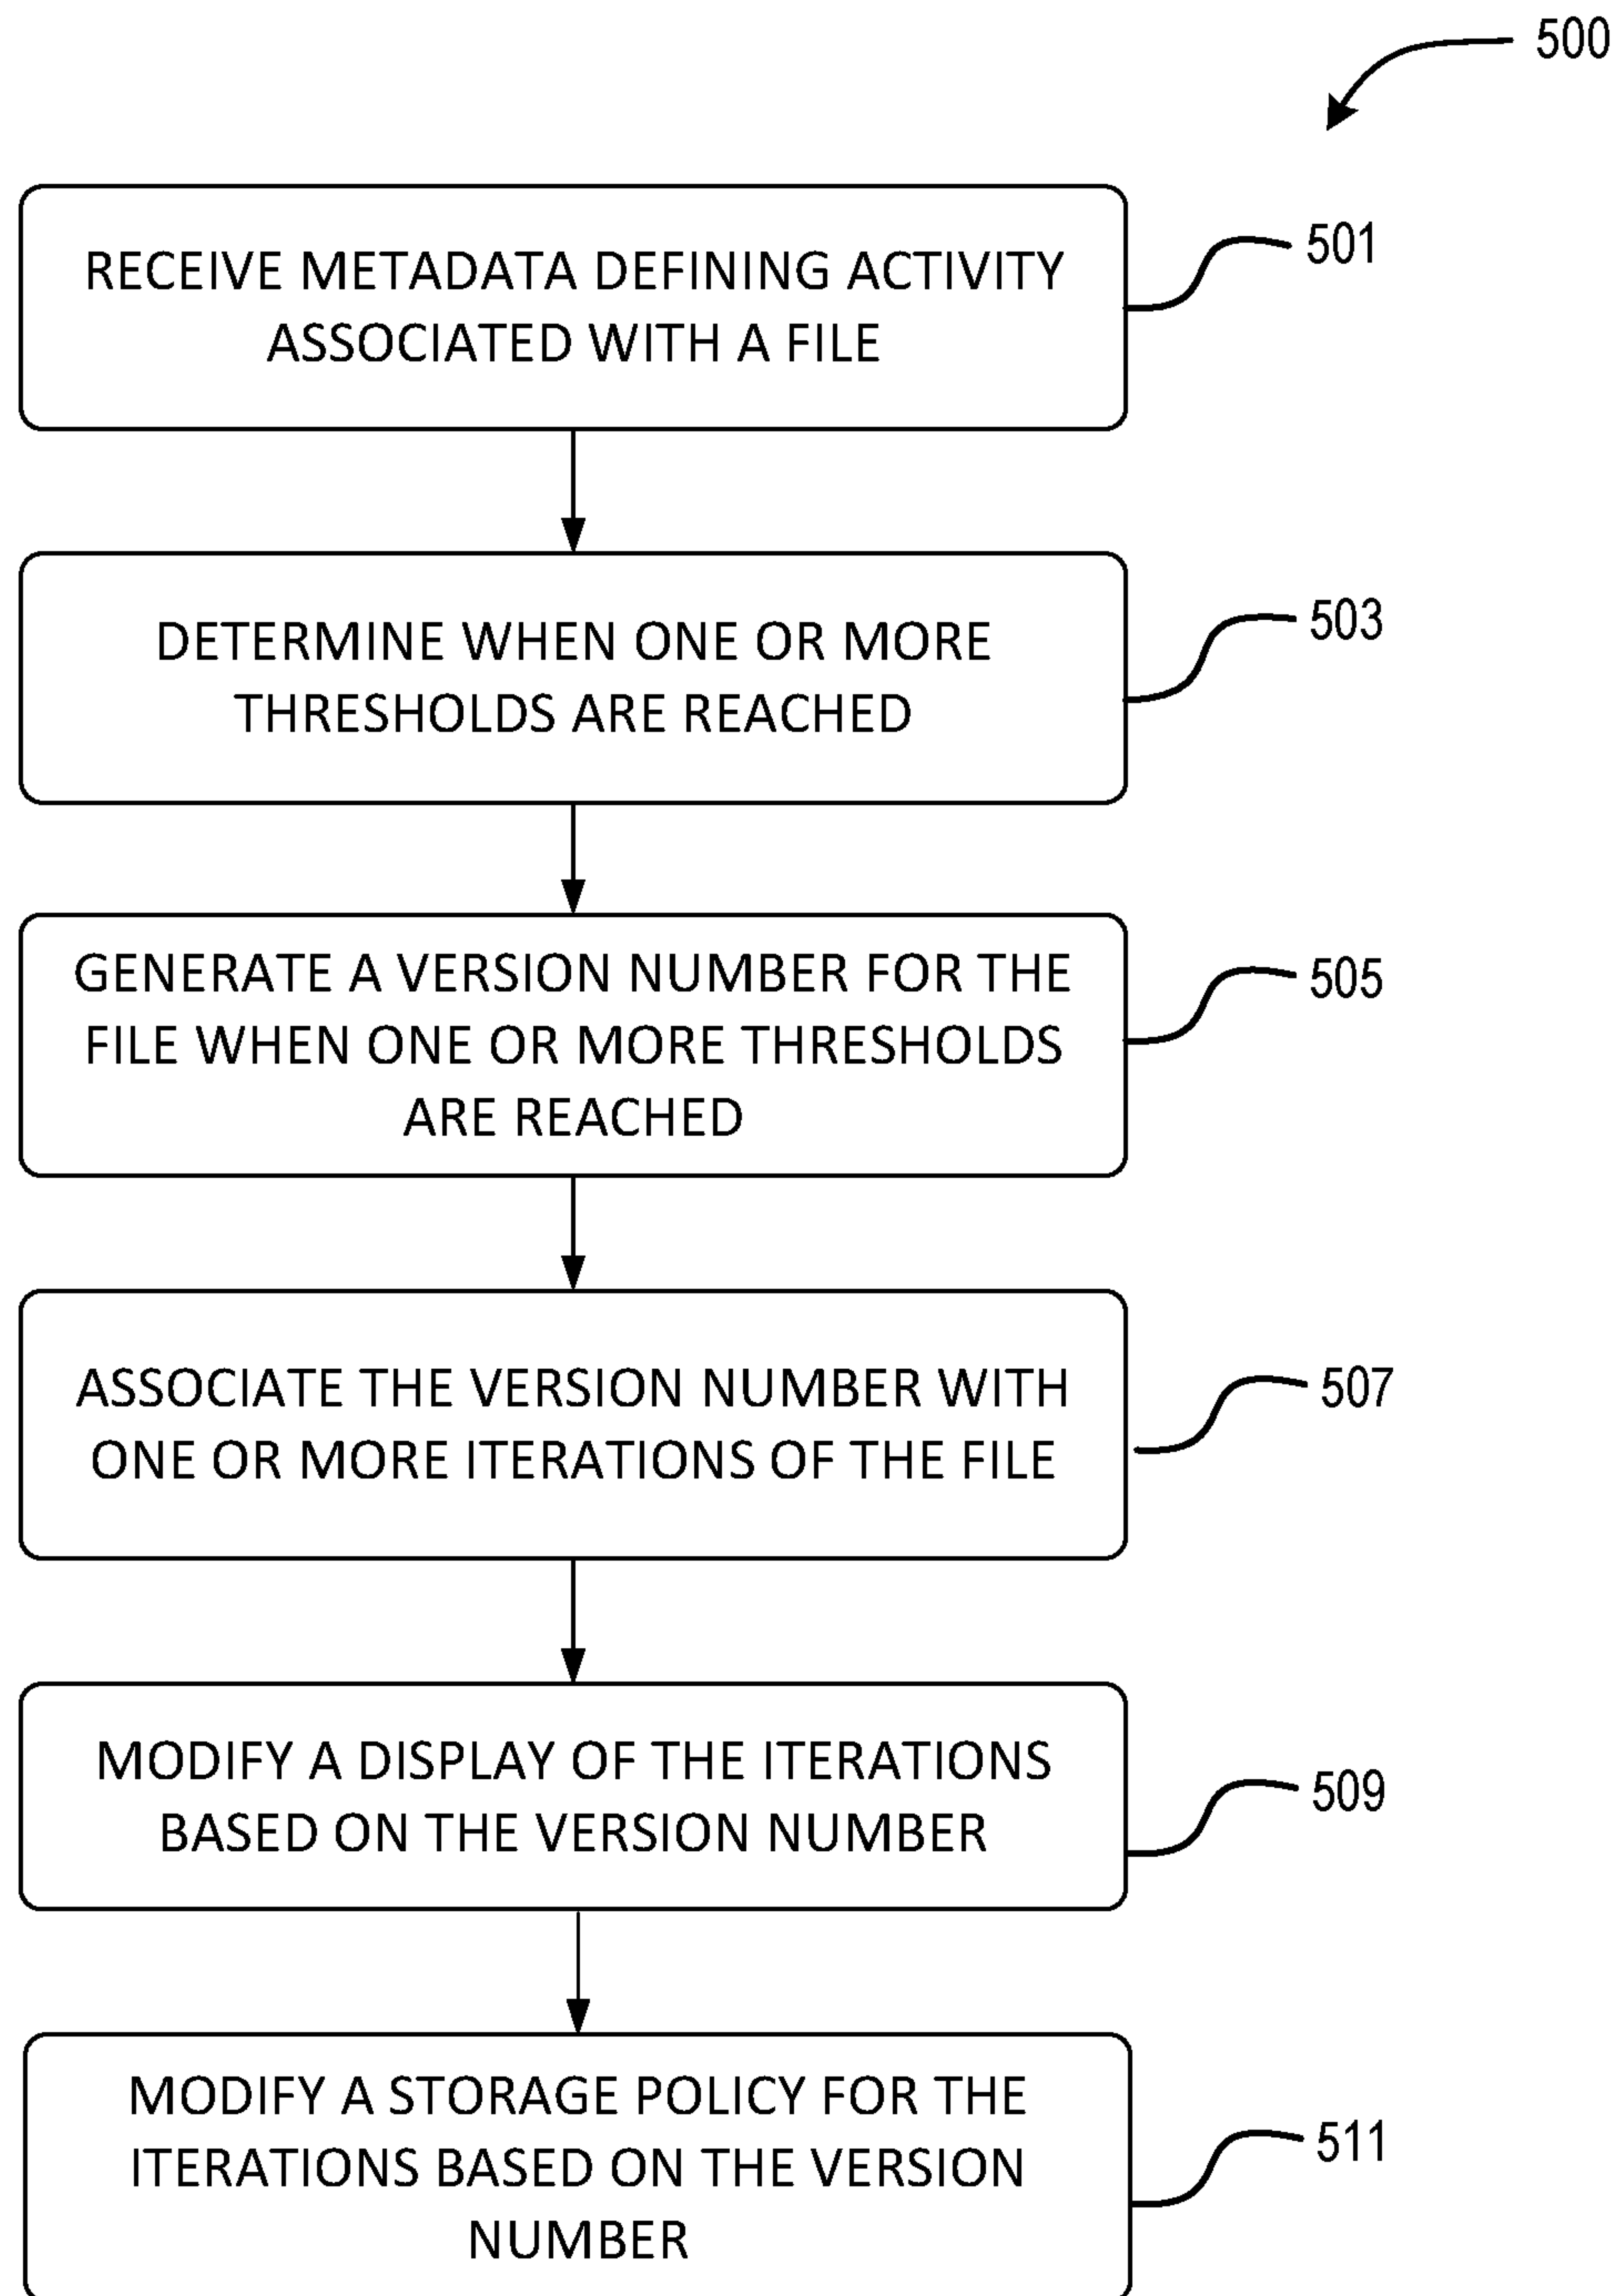 500
RECEIVE METADATA DEFINING ACTIVITY
ASSOCIATED WITH A FILE
501
DETERMINE WHEN ONE OR MORE
THRESHOLDS ARE REACHED
503
GENERATE A VERSION NUMBER FOR THE
FILE WHEN ONE OR MORE THRESHOLDS
ARE REACHED
505
ASSOCIATE THE VERSION NUMBER WITH
ONE OR MORE ITERATIONS OF THE FILE
507
MODIFY A DISPLAY OF THE ITERATIONS
BASED ON THE VERSION NUMBER
509
MODIFY A STORAGE POLICY FOR THE
ITERATIONS BASED ON THE VERSION
NUMBER
511